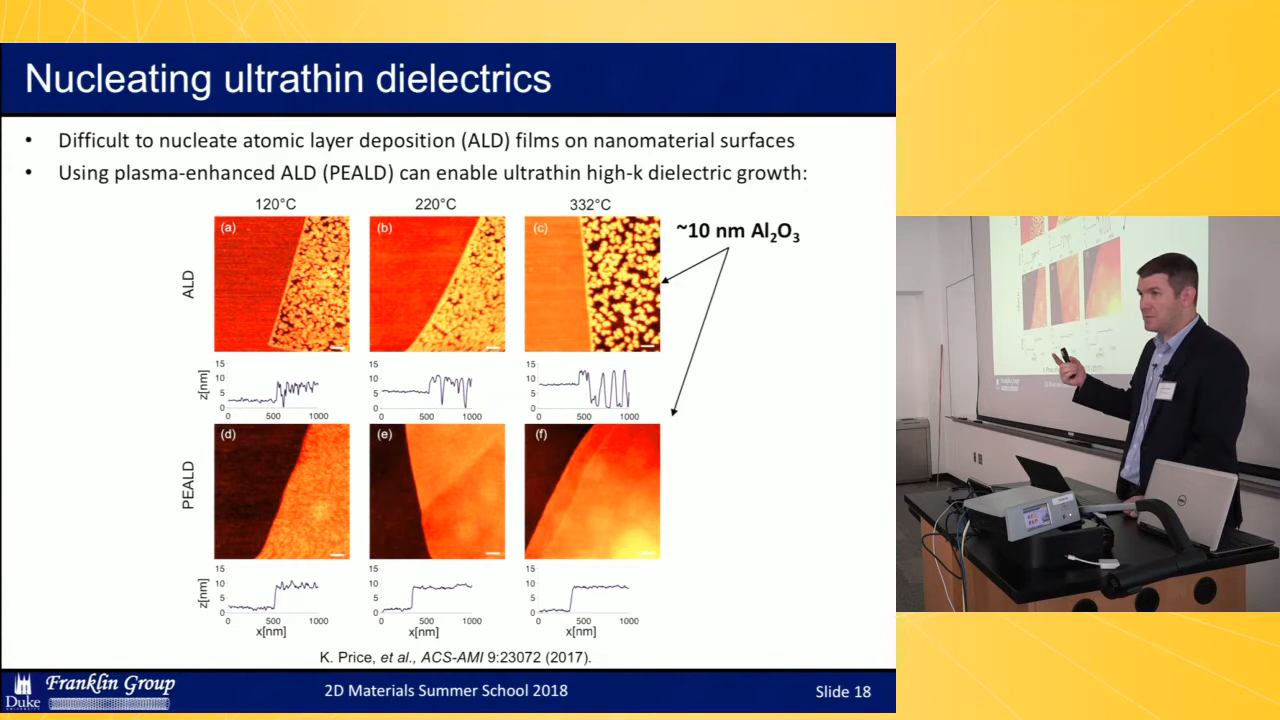 Nucleating ultrathin dielectrics
• Difficult to nucleate atomic layer deposition (ALD) films on nanomaterial surfaces
• Using plasma-enhanced ALD (PEALD) can enable ultrathin high-k dielectric growth:
120°C 220°C 332°C
ALD
(a) (b) (c)
~10 nm Al₂O₃
z[nm]
15 15 15
10 10 10
5 5 5
0 0 0
0 500 1000 0 500 1000 0 500 1000
PEALD
(d) (e) (f)
z[nm]
15 15 15
10 10 10
5 5 5
0 0 0
0 500 1000 0 500 1000 0 500 1000
x[nm] x[nm] x[nm]
K. Price, et al., ACS-AMI 9:23072 (2017).
Duke
UNIVERSITY
Franklin Group
2D Materials Summer School 2018
Slide 18
DELL